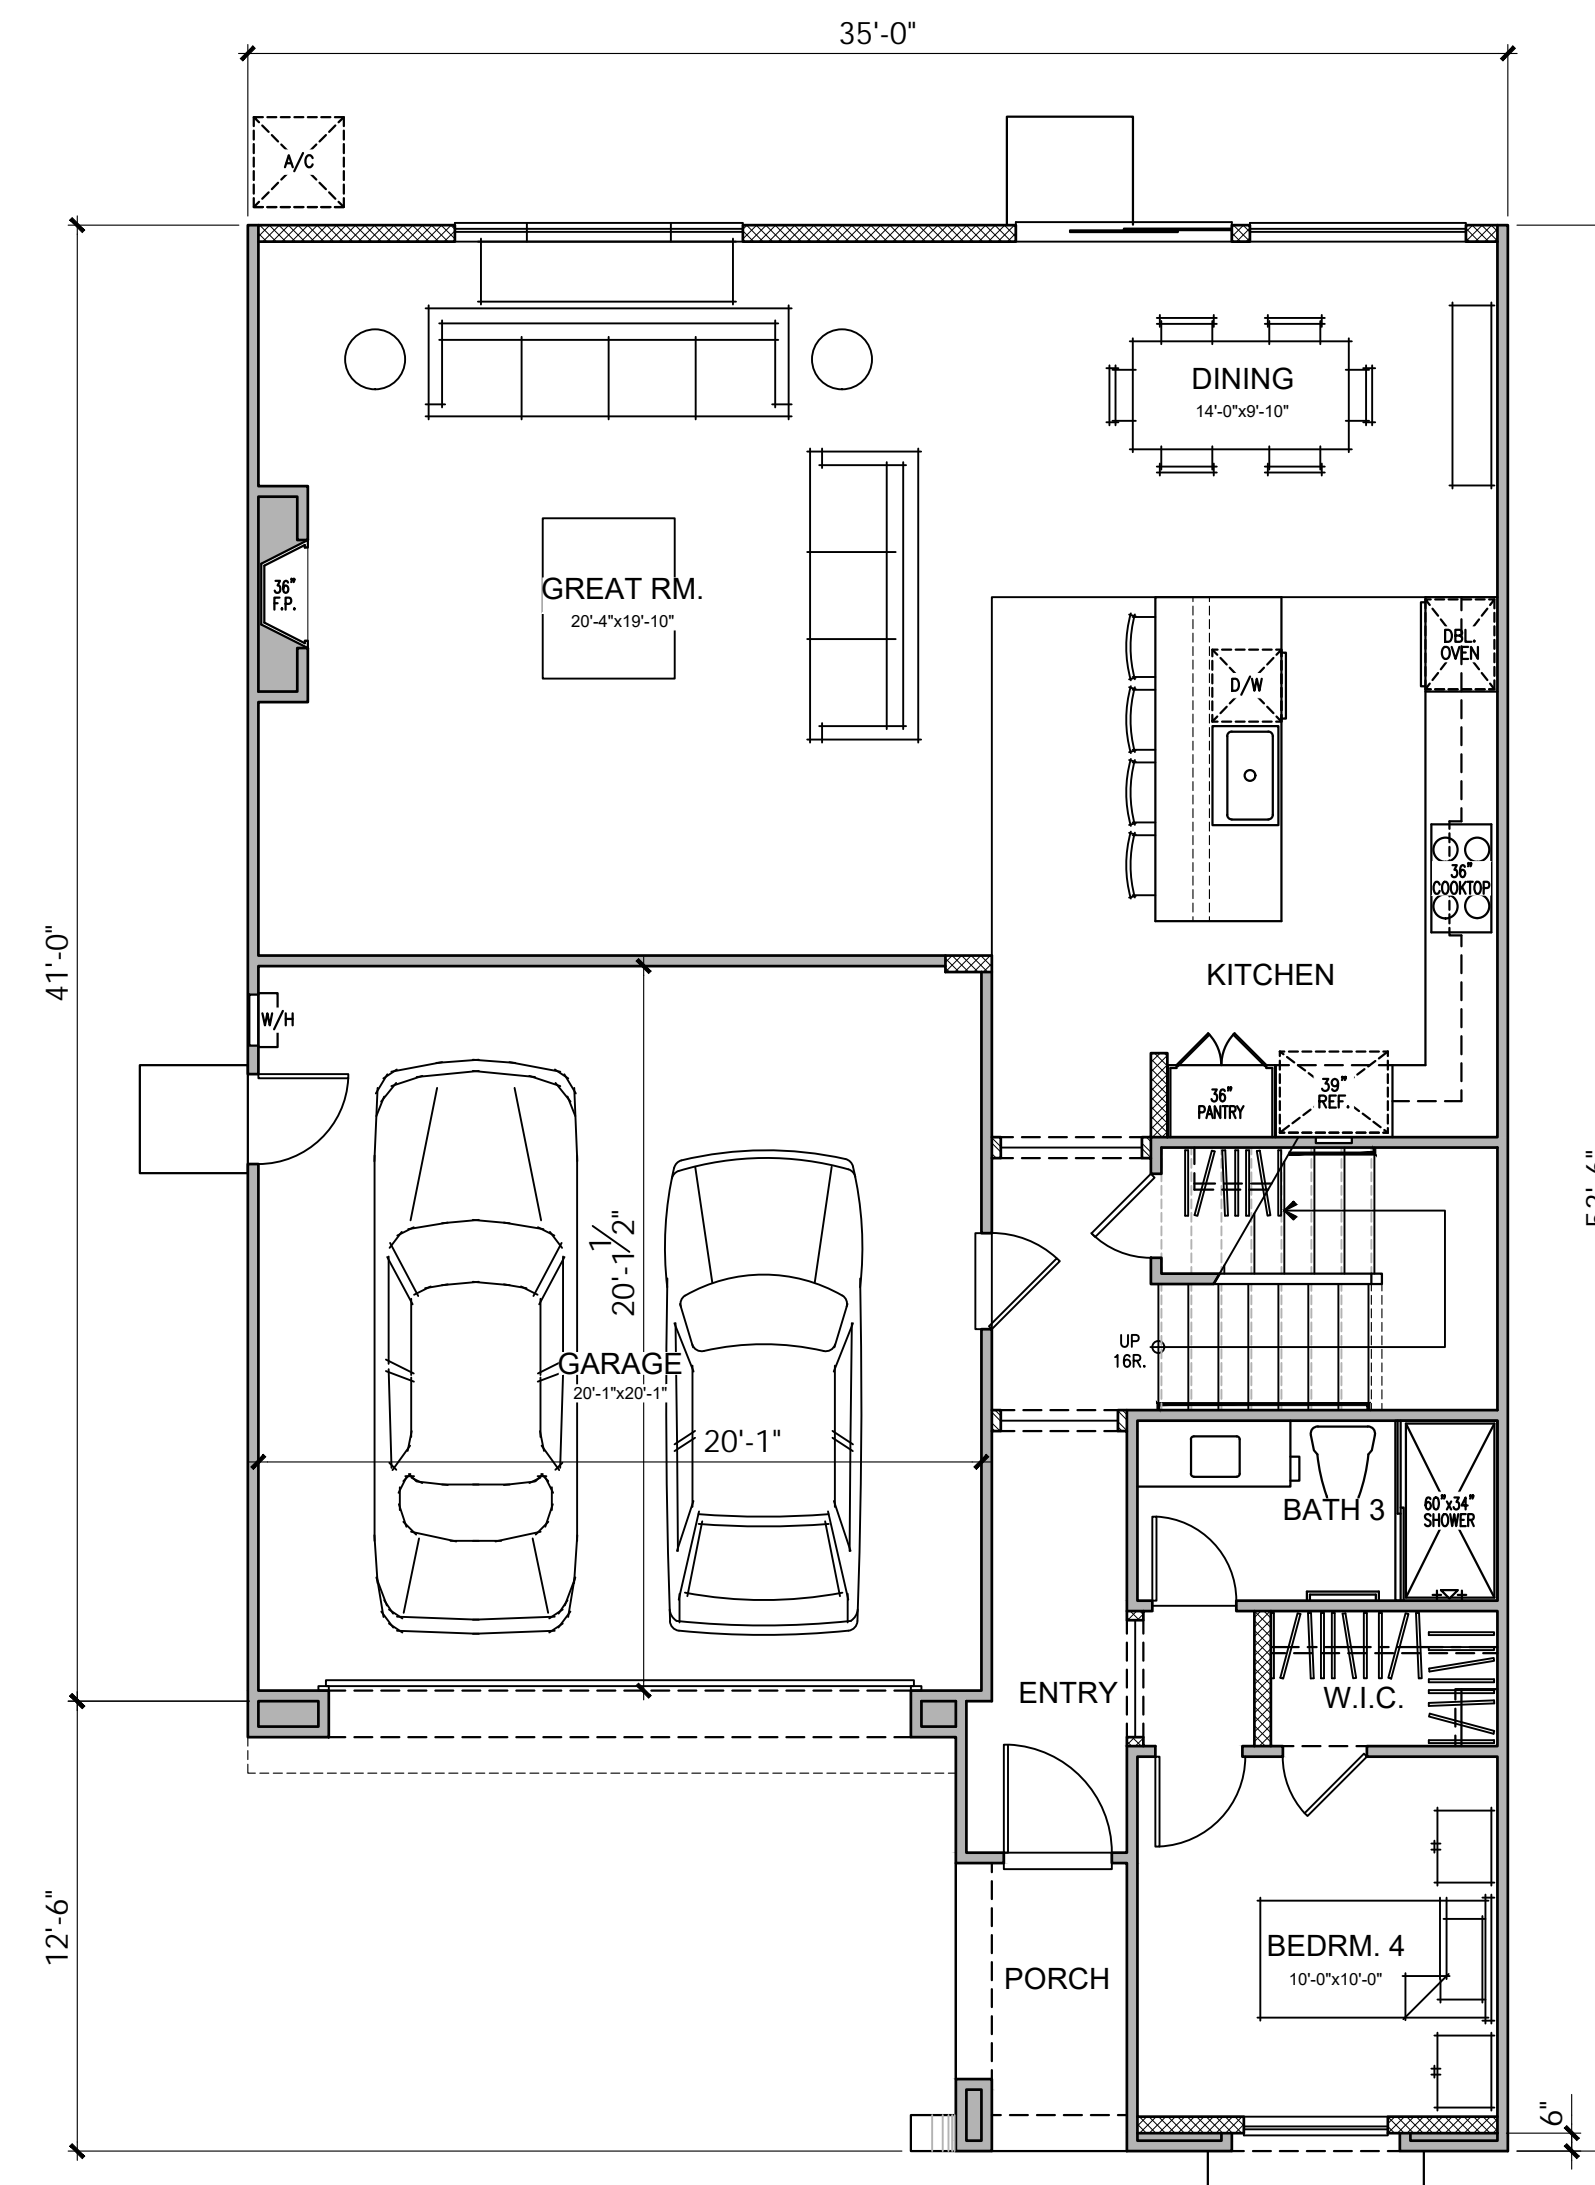 35'-0"
A/C
DINING
14'-0"x9'-10"
36"
F.P.
GREAT RM.
20'-4"x19'-10"
DBL.
OVEN
D/W
36"
COOKTOP
41'-0"
KITCHEN
W/H
36"
PANTRY
39"
REF.
20'-1 1/2"
UP
16R.
GARAGE
20'-1"x20'-1"
20'-1"
BATH 3
60"x34"
SHOWER
ENTRY
W.I.C.
12'-6"
PORCH
BEDRM. 4
10'-0"x10'-0"
6"